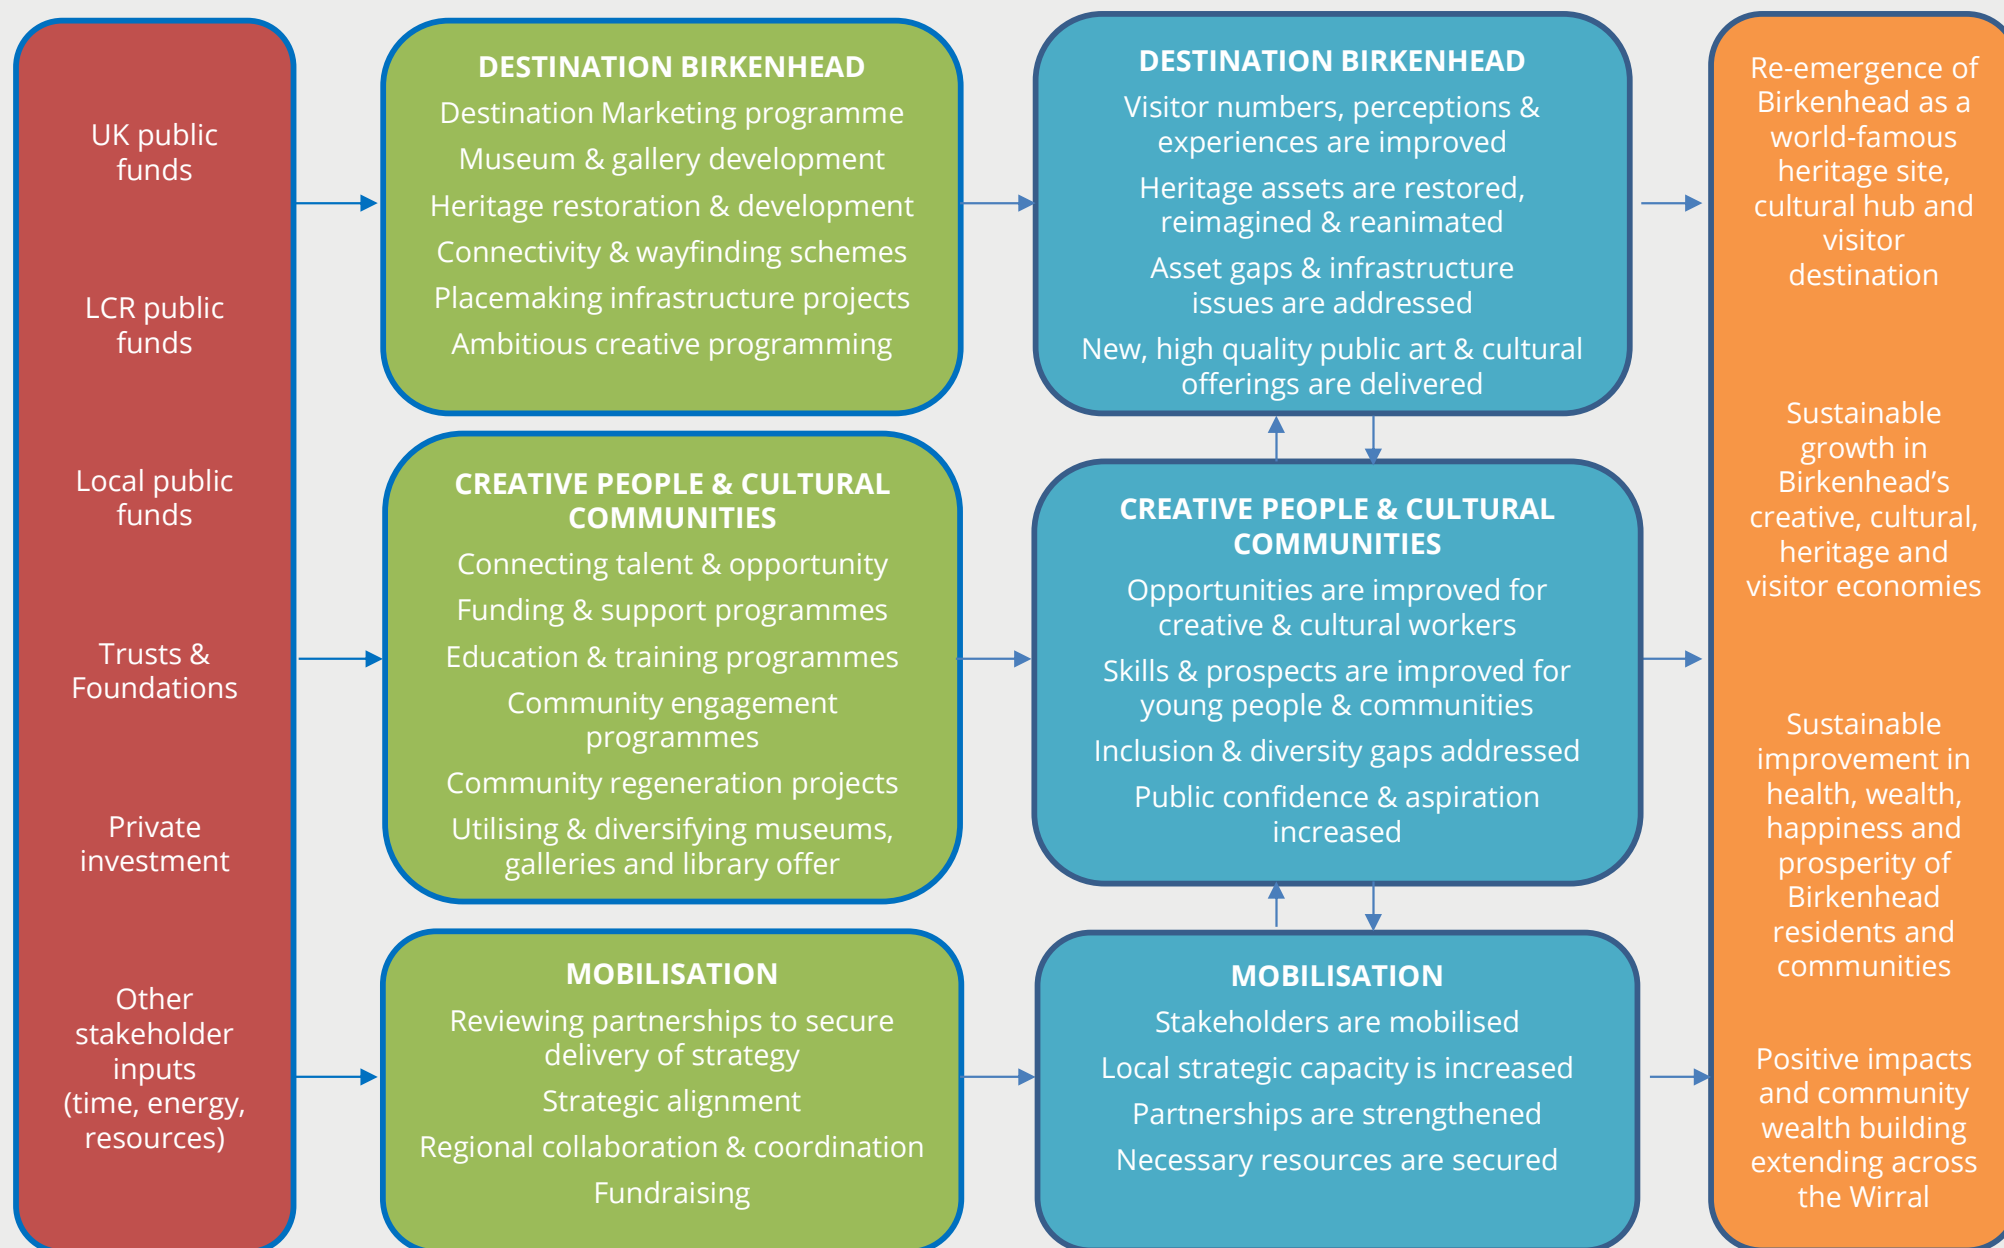 UK public
funds
LCR public
funds
Local public
funds
Trusts &
Foundations
Private
investment
Other
stakeholder
inputs
(time, energy,
resources)
DESTINATION BIRKENHEAD
Destination Marketing programme
Museum & gallery development
Heritage restoration & development
Connectivity & wayfinding schemes
Placemaking infrastructure projects
Ambitious creative programming
CREATIVE PEOPLE & CULTURAL
COMMUNITIES
Connecting talent & opportunity
Funding & support programmes
Education & training programmes
Community engagement
programmes
Community regeneration projects
Utilising & diversifying museums,
galleries and library offer
MOBILISATION
Reviewing partnerships to secure
delivery of strategy
Strategic alignment
Regional collaboration & coordination
Fundraising
DESTINATION BIRKENHEAD
Visitor numbers, perceptions &
experiences are improved
Heritage assets are restored,
reimagined & reanimated
Asset gaps & infrastructure
issues are addressed
New, high quality public art & cultural
offerings are delivered
CREATIVE PEOPLE & CULTURAL
COMMUNITIES
Opportunities are improved for
creative & cultural workers
Skills & prospects are improved for
young people & communities
Inclusion & diversity gaps addressed
Public confidence & aspiration
increased
MOBILISATION
Stakeholders are mobilised
Local strategic capacity is increased
Partnerships are strengthened
Necessary resources are secured
Re-emergence of
Birkenhead as a
world-famous
heritage site,
cultural hub and
visitor
destination
Sustainable
growth in
Birkenhead’s
creative, cultural,
heritage and
visitor economies
Sustainable
improvement in
health, wealth,
happiness and
prosperity of
Birkenhead
residents and
communities
Positive impacts
and community
wealth building
extending across
the Wirral